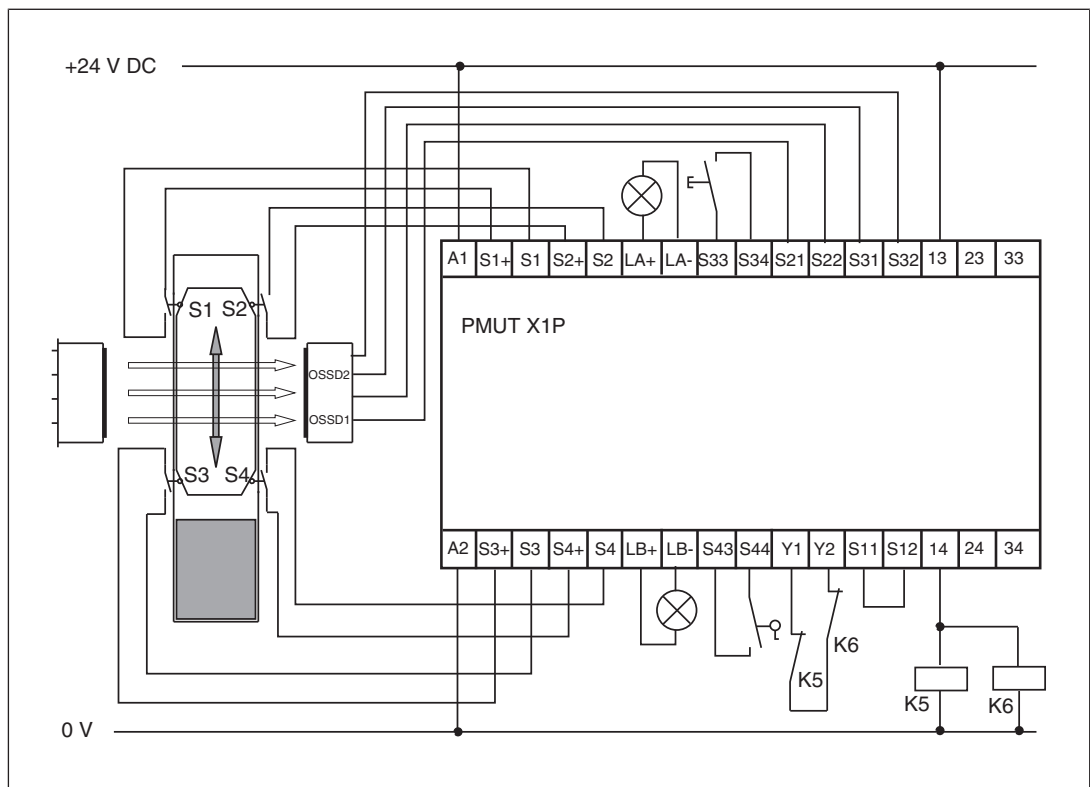 +24 V DC
A1 S1+ S1 S2+ S2 LA+ LA- S33 S34 S21 S22 S31 S32 13 23 33
PMUT X1P
S1 S2
OSSD2
OSSD1
S3 S4
A2 S3+ S3 S4+ S4 LB+ LB- S43 S44 Y1 Y2 S11 S12 14 24 34
K6
K5
K5 K6
0 V